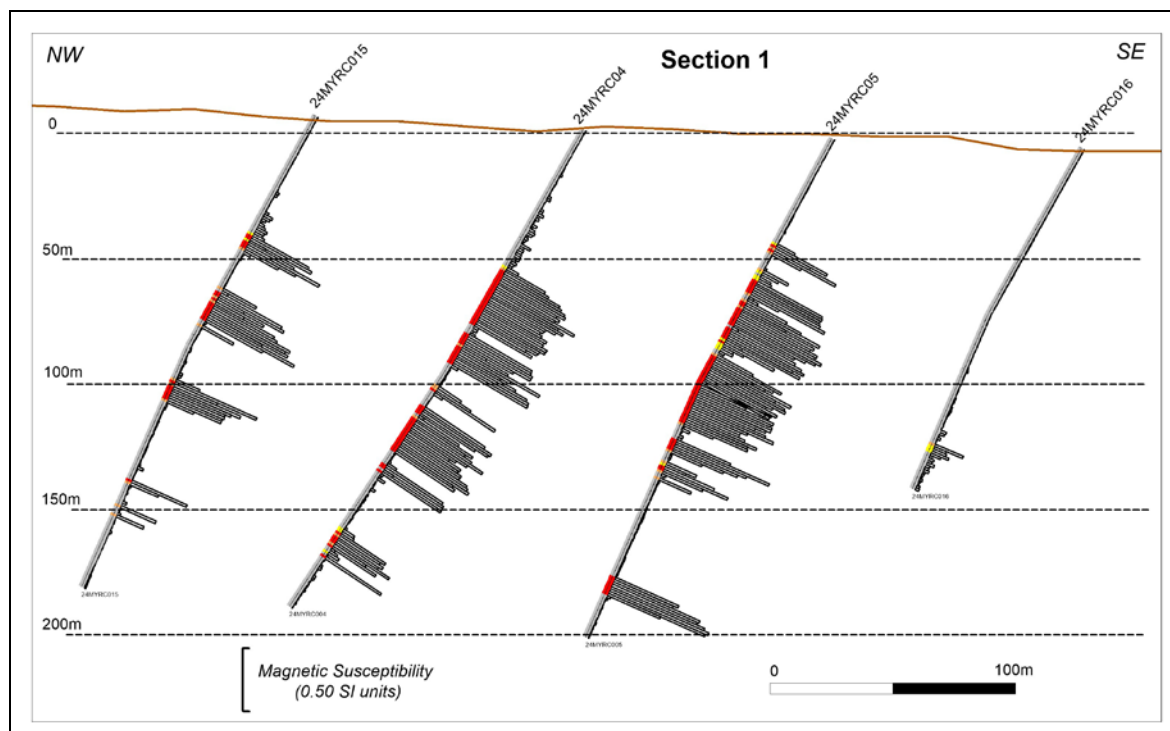 NW
Section 1
SE
24MYRC015
24MYRC04
24MYRC05
24MYRC016
0
50m
100m
150m
200m
24MYRC015
24MYRC004
24MYRC005
24MYRC016
Magnetic Susceptibility
(0.50 SI units)
0
100m